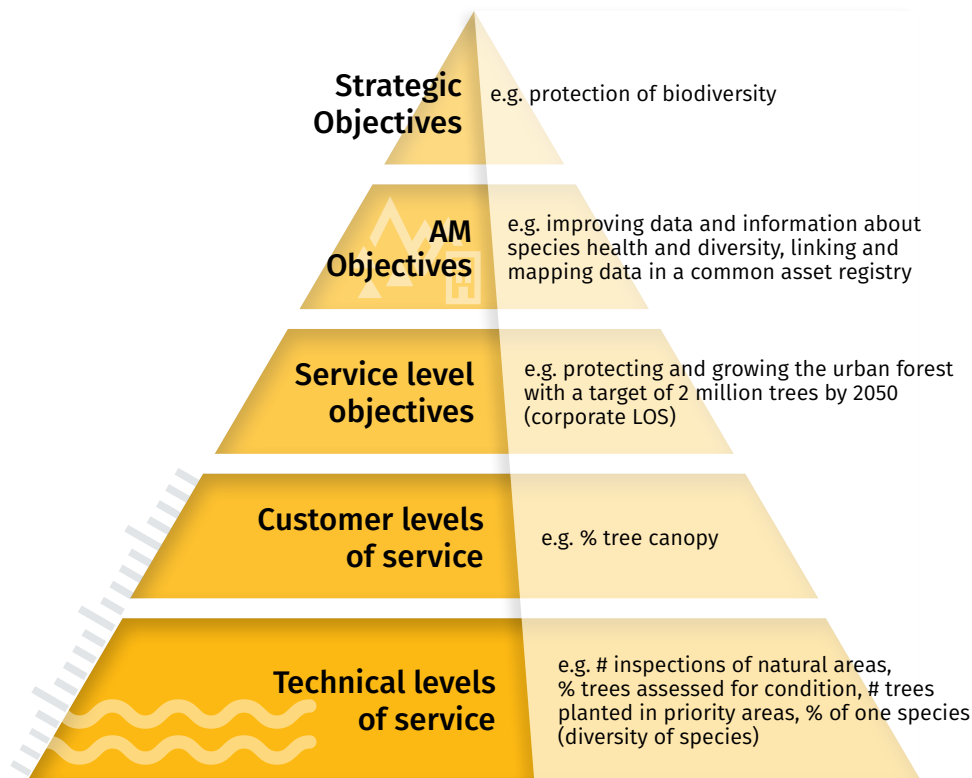 Strategic
Objectives
e.g. protection of biodiversity
AM
Objectives
e.g. improving data and information about
species health and diversity, linking and
mapping data in a common asset registry
Service level
objectives
e.g. protecting and growing the urban forest
with a target of 2 million trees by 2050
(corporate LOS)
Customer levels
of service
e.g. % tree canopy
Technical levels
of service
e.g. # inspections of natural areas,
% trees assessed for condition, # trees
planted in priority areas, % of one species
(diversity of species)